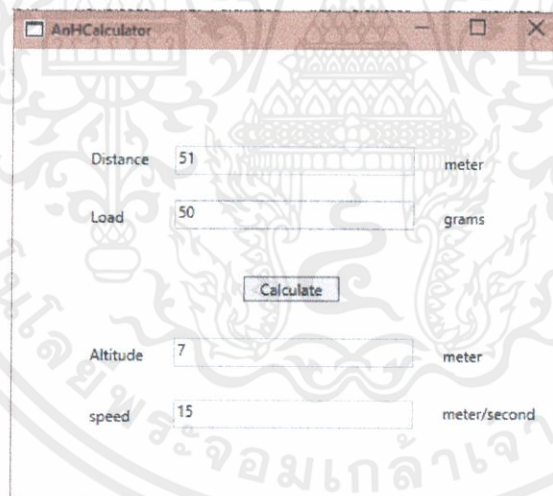 AnHCalculator
Distance 51 meter
Load 50 grams
Calculate
Altitude 7 meter
speed 15 meter/second